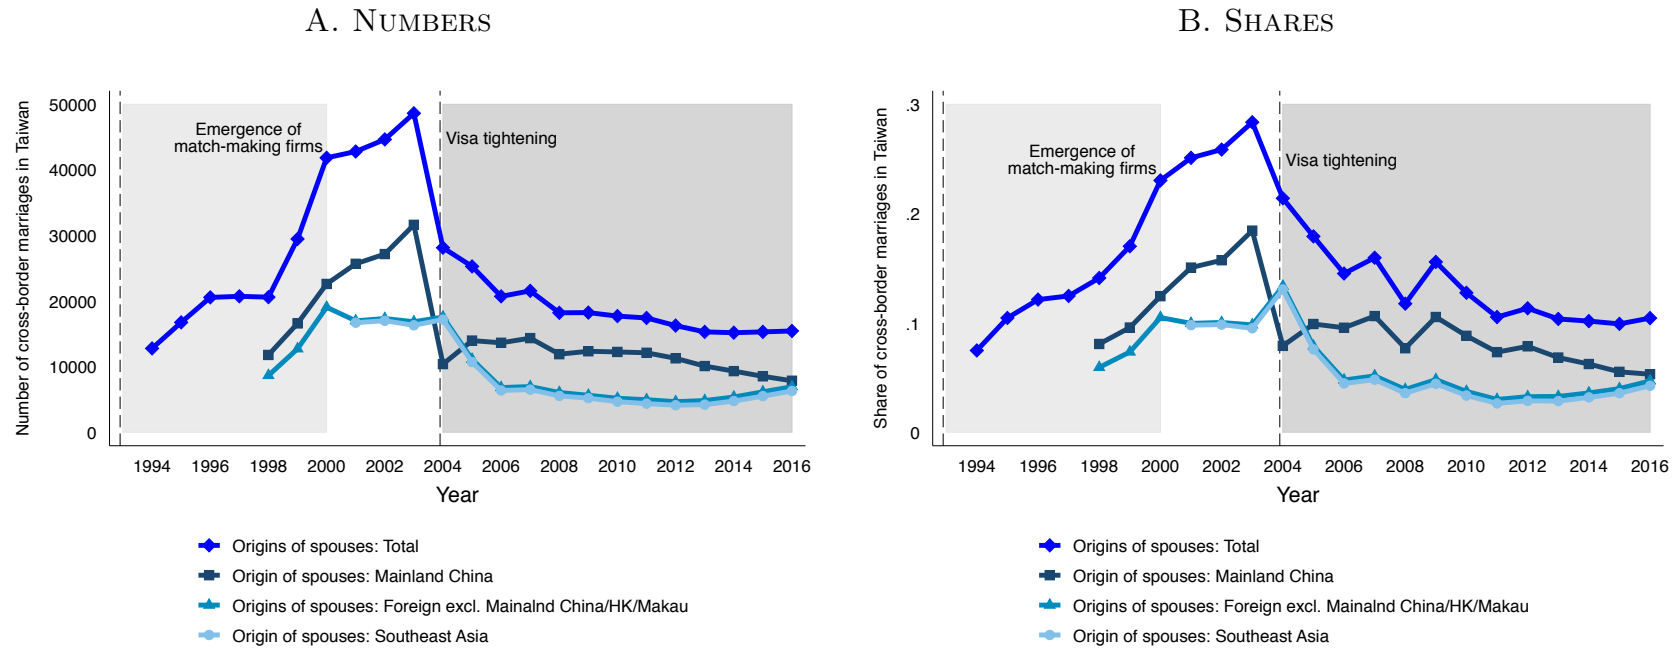 A. NUMBERS
Number of cross-border marriages in Taiwan
50000
40000
30000
20000
10000
0
Emergence of
match-making firms
Visa tightening
1994 1996 1998 2000 2002 2004 2006 2008 2010 2012 2014 2016
Year
Origins of spouses: Total
Origin of spouses: Mainland China
Origins of spouses: Foreign excl. Mainalnd China/HK/Makau
Origin of spouses: Southeast Asia
B. SHARES
Share of cross-border marriages in Taiwan
.3
.2
.1
0
Emergence of
match-making firms
Visa tightening
1994 1996 1998 2000 2002 2004 2006 2008 2010 2012 2014 2016
Year
Origins of spouses: Total
Origin of spouses: Mainland China
Origins of spouses: Foreign excl. Mainalnd China/HK/Makau
Origin of spouses: Southeast Asia